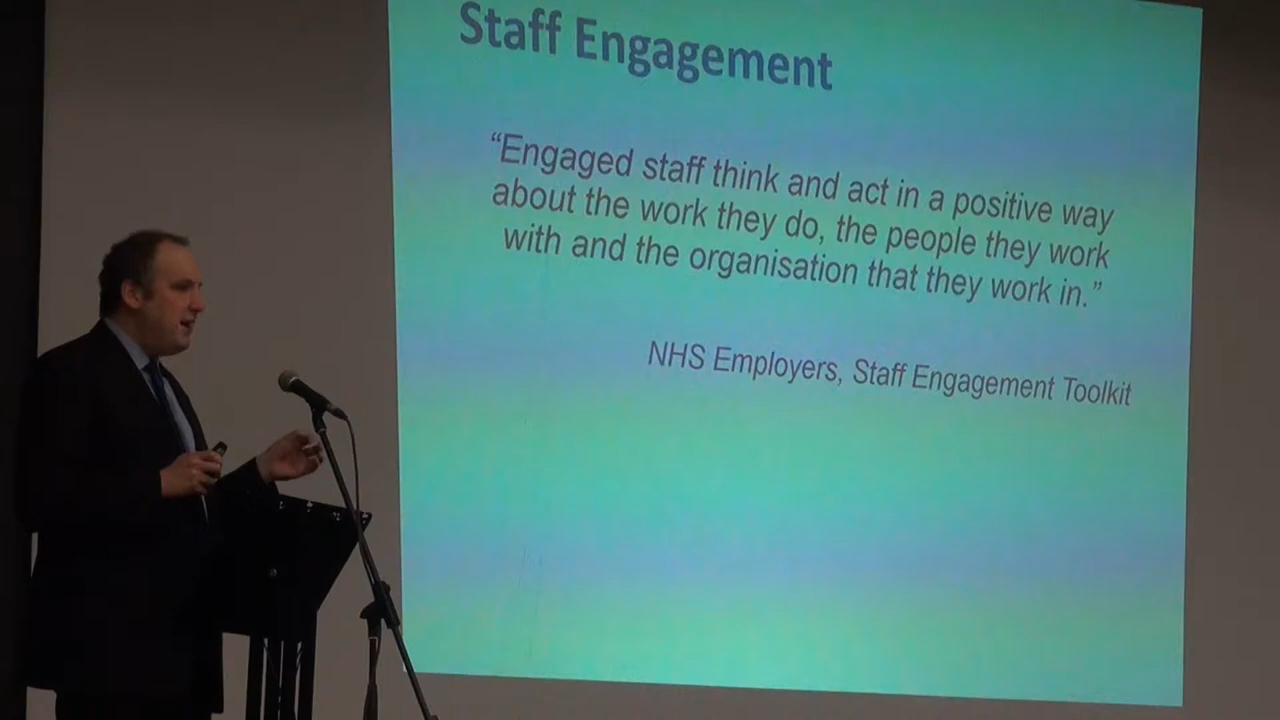 Staff Engagement
“Engaged staff think and act in a positive way
about the work they do, the people they work
with and the organisation that they work in.”
NHS Employers, Staff Engagement Toolkit